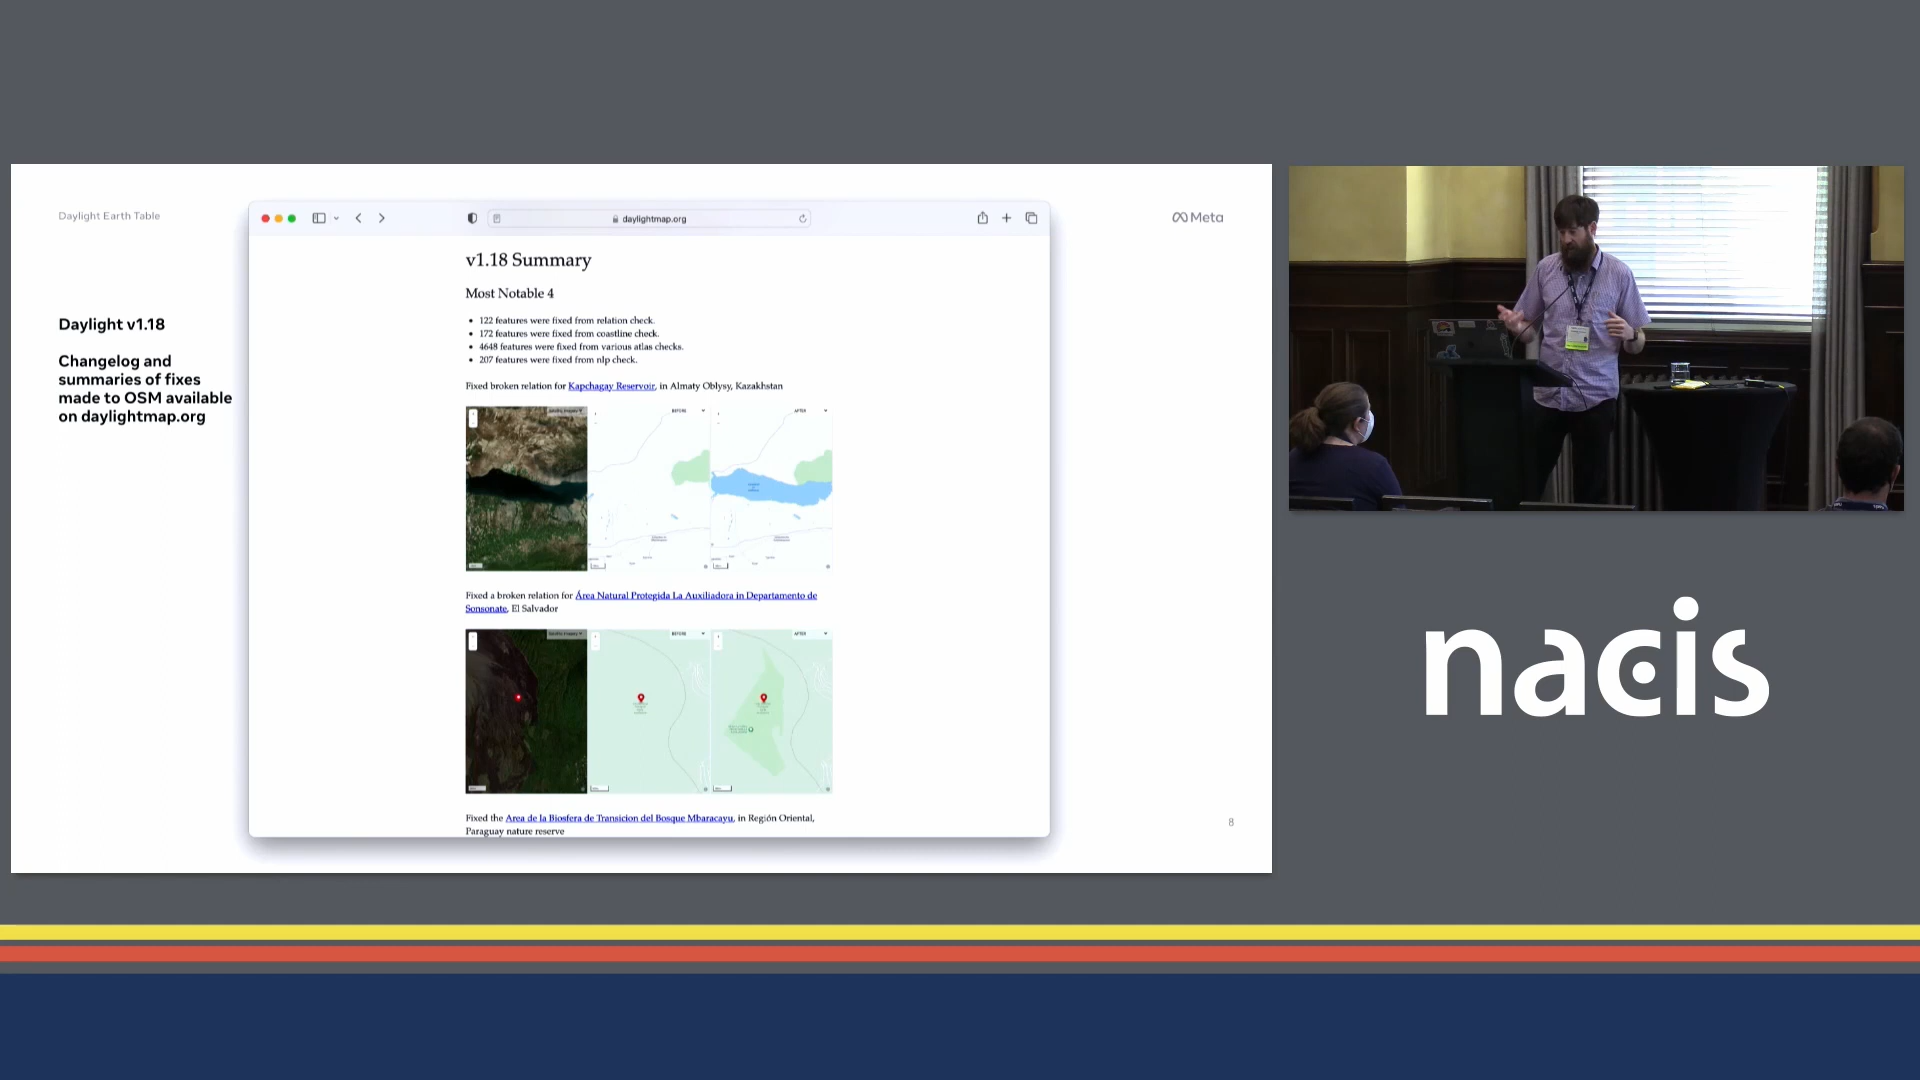 Daylight Earth Table
Daylight v1.18
Changelog and
summaries of fixes
made to OSM available
on daylightmap.org
daylightmap.org
Meta
v1.18 Summary
Most Notable 4
• 122 features were fixed from relation check.
• 172 features were fixed from coastline check.
• 4648 features were fixed from various atlas checks.
• 207 features were fixed from nlp check.
Fixed broken relation for Kapchagay Reservoir, in Almaty Oblysy, Kazakhstan
BEFORE
AFTER
Fixed a broken relation for Área Natural Protegida La Auxiliadora in Departamento de
Sonsonate, El Salvador
BEFORE
AFTER
Fixed the Area de la Biosfera de Transicion del Bosque Mbaracayu, in Región Oriental,
Paraguay nature reserve
8
nacis